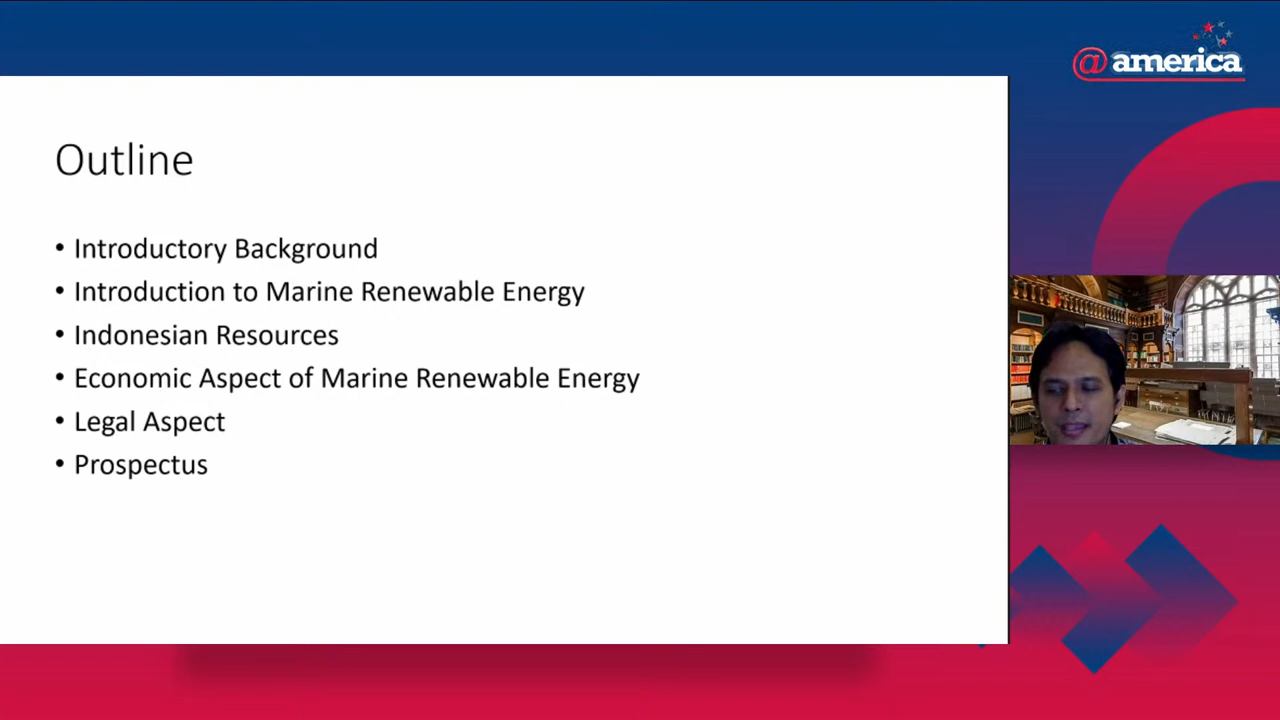 @america
Outline
• Introductory Background
• Introduction to Marine Renewable Energy
• Indonesian Resources
• Economic Aspect of Marine Renewable Energy
• Legal Aspect
• Prospectus